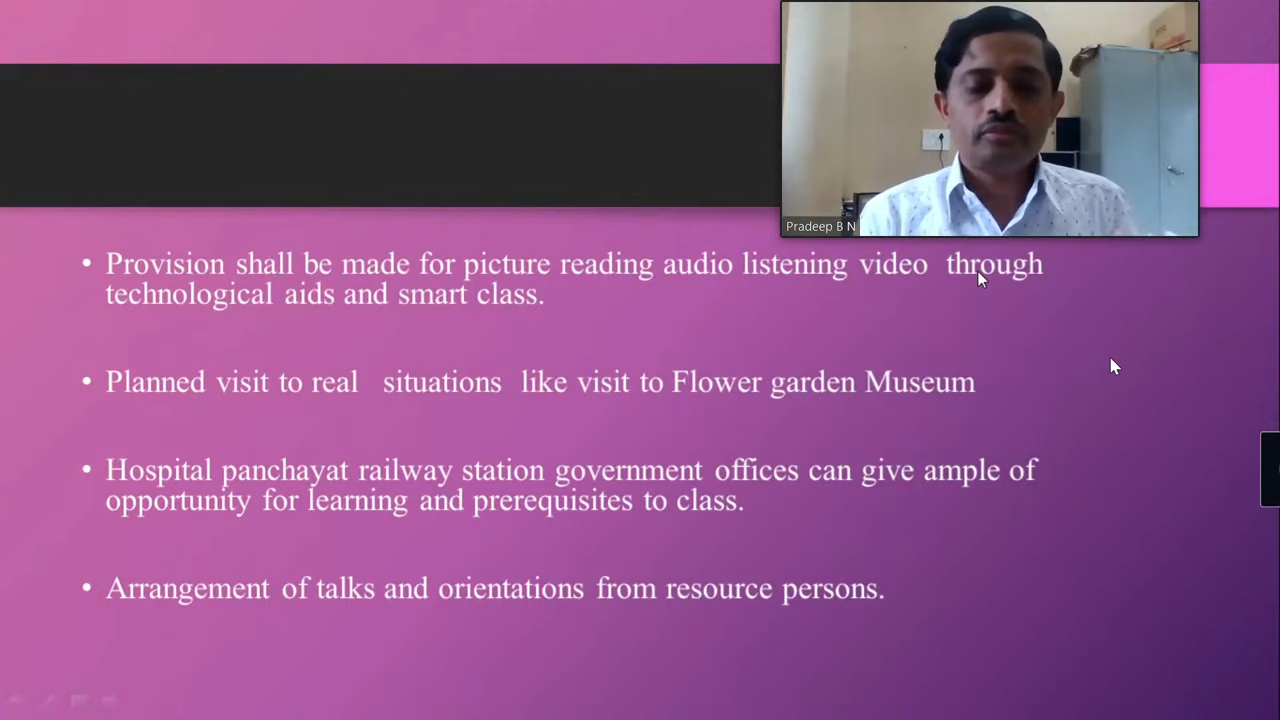 Pradeep B N
• Provision shall be made for picture reading audio listening video through
technological aids and smart class.
• Planned visit to real situations like visit to Flower garden Museum
• Hospital panchayat railway station government offices can give ample of
opportunity for learning and prerequisites to class.
• Arrangement of talks and orientations from resource persons.